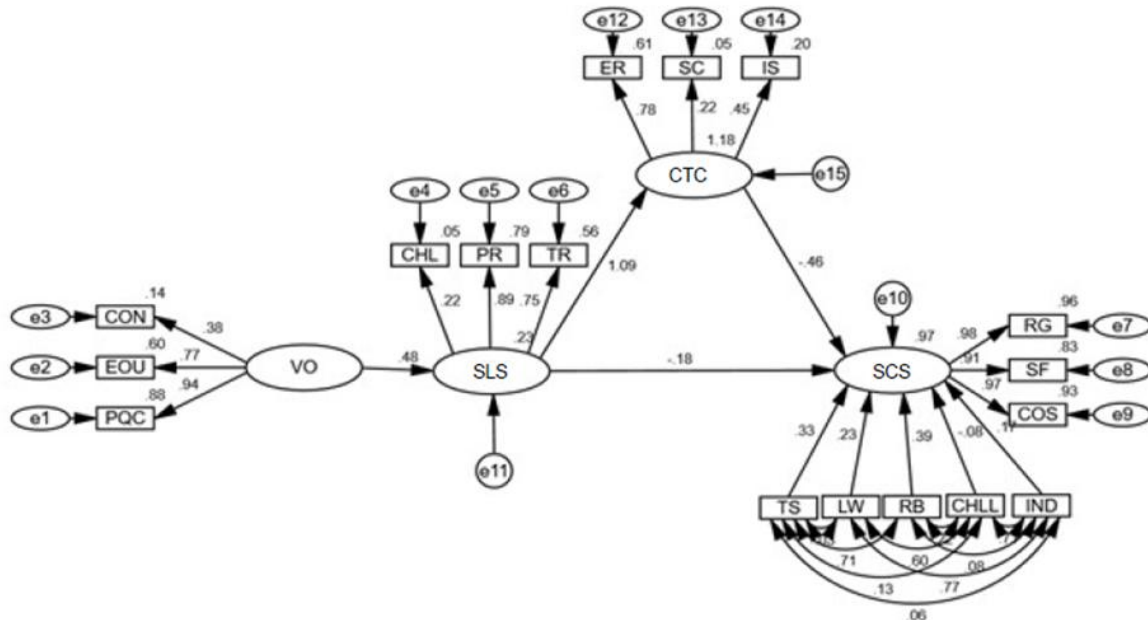 e12 e13 e14
.61 .05 .20
ER SC IS
.78 .22 .45
1.18
CTC e15
e4 e5 e6
.05 .79 .56
CHL PR TR
1.09 -.46
.22 .89 .75
.23
e10
.14
e3 CON
.38
.60
e2 EOU .77
.94
.88
e1 PQC
VO .48 SLS -.18 SCS
e11
.97 .98 .96
RG e7
.91 .83
SF e8
.97 .93
COS e9
.33 .23 .39 -.08 .17
TS LW RB CHLL IND
.71 .60 .08
.13 .77
.06